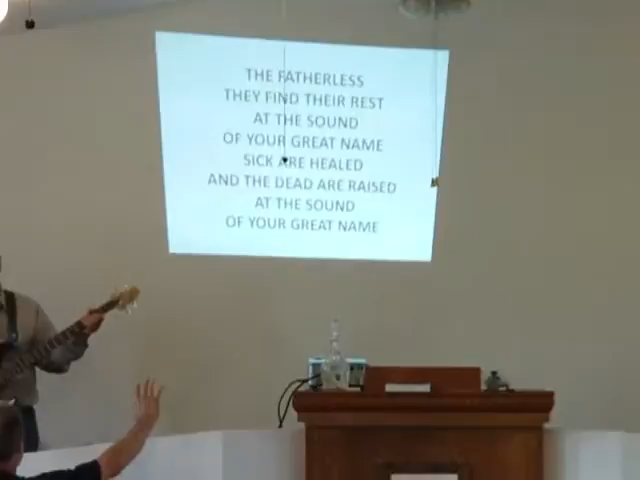 THE FATHERLESS
THEY FIND THEIR REST
AT THE SOUND
OF YOUR GREAT NAME
SICK ARE HEALED
AND THE DEAD ARE RAISED
AT THE SOUND
OF YOUR GREAT NAME